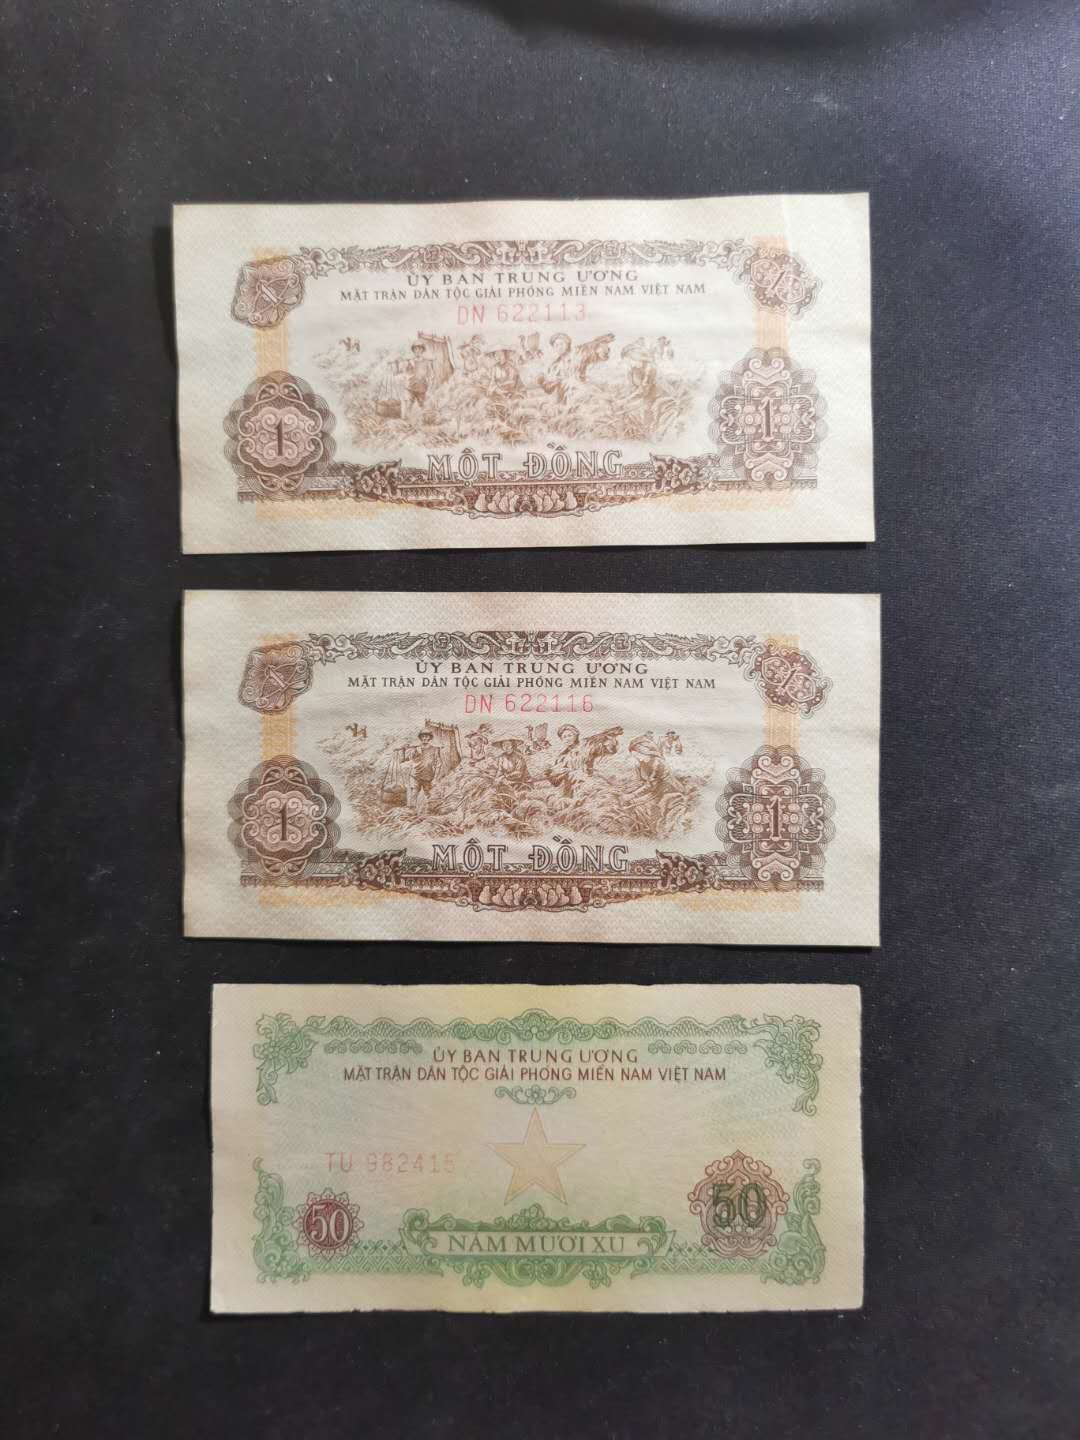 ỦY BAN TRUNG ƯƠNG
MẶT TRẬN DÂN TỘC GIẢI PHÓNG MIỀN NAM VIỆT NAM
DN 622113
1
1
MỘT ĐỒNG
ỦY BAN TRUNG ƯƠNG
MẶT TRẬN DÂN TỘC GIẢI PHÓNG MIỀN NAM VIỆT NAM
DN 622116
1
1
MỘT ĐỒNG
ỦY BAN TRUNG ƯƠNG
MẶT TRẬN DÂN TỘC GIẢI PHÓNG MIỀN NAM VIỆT NAM
TU 982415
50
50
NĂM MƯƠI XU